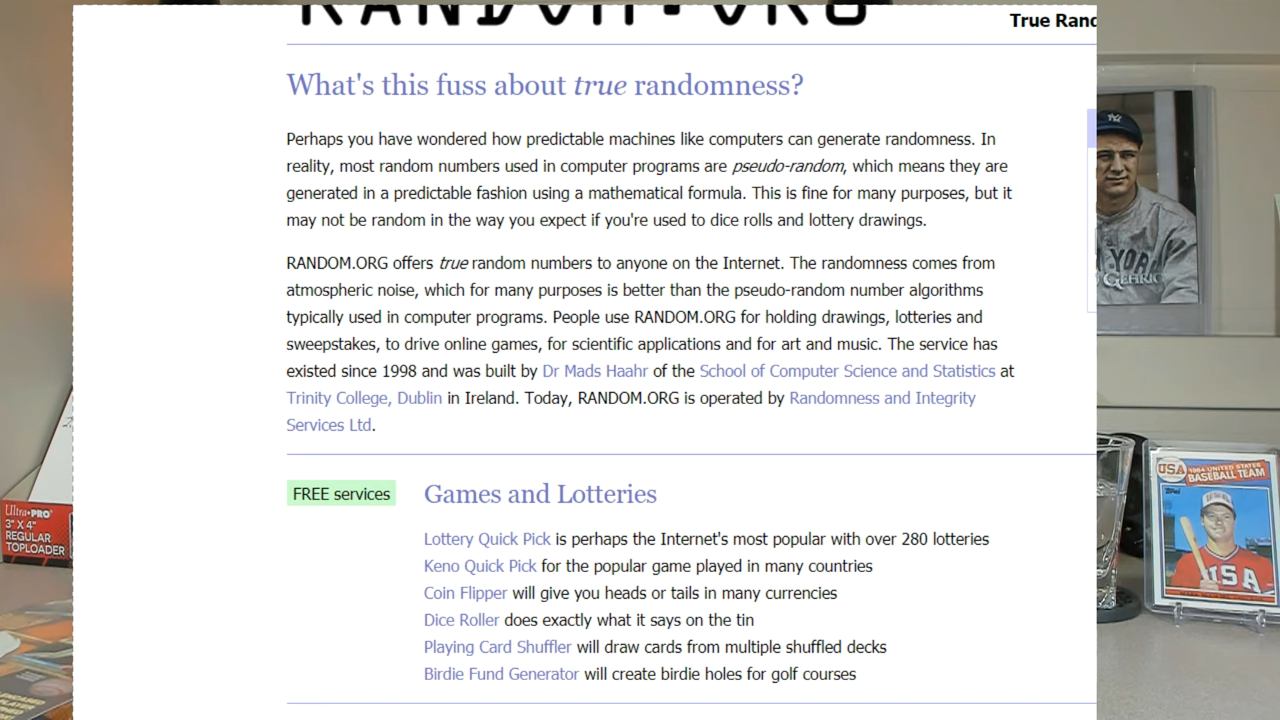 RANDOM.ORG
True Rand
What's this fuss about true randomness?
Perhaps you have wondered how predictable machines like computers can generate randomness. In
reality, most random numbers used in computer programs are pseudo-random, which means they are
generated in a predictable fashion using a mathematical formula. This is fine for many purposes, but it
may not be random in the way you expect if you're used to dice rolls and lottery drawings.
RANDOM.ORG offers true random numbers to anyone on the Internet. The randomness comes from
atmospheric noise, which for many purposes is better than the pseudo-random number algorithms
typically used in computer programs. People use RANDOM.ORG for holding drawings, lotteries and
sweepstakes, to drive online games, for scientific applications and for art and music. The service has
existed since 1998 and was built by Dr Mads Haahr of the School of Computer Science and Statistics at
Trinity College, Dublin in Ireland. Today, RANDOM.ORG is operated by Randomness and Integrity
Services Ltd.
FREE services
Games and Lotteries
Lottery Quick Pick is perhaps the Internet's most popular with over 280 lotteries
Keno Quick Pick for the popular game played in many countries
Coin Flipper will give you heads or tails in many currencies
Dice Roller does exactly what it says on the tin
Playing Card Shuffler will draw cards from multiple shuffled decks
Birdie Fund Generator will create birdie holes for golf courses
Ultra•PRO
3" X 4"
REGULAR
TOPLOADER
NY
YORK
GEHRIG
USA
1984 UNITED STATES
BASEBALL TEAM
Topps
USA